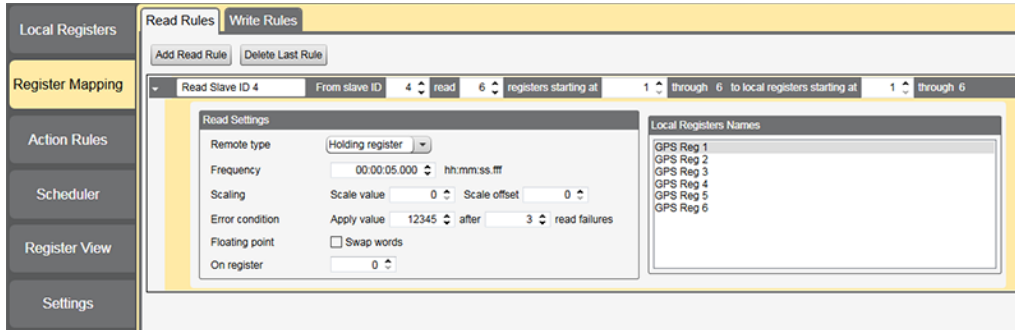 Local Registers
Register Mapping
Action Rules
Scheduler
Register View
Settings
Read Rules Write Rules
Add Read Rule Delete Last Rule
Read Slave ID 4 From slave ID 4 read 6 registers starting at 1 through 6 to local registers starting at 1 through 6
Read Settings
Remote type Holding register
Frequency 00:00:05.000 hh:mm:ss.fff
Scaling Scale value 0 Scale offset 0
Error condition Apply value 12345 after 3 read failures
Floating point Swap words
On register 0
Local Registers Names
GPS Reg 1
GPS Reg 2
GPS Reg 3
GPS Reg 4
GPS Reg 5
GPS Reg 6